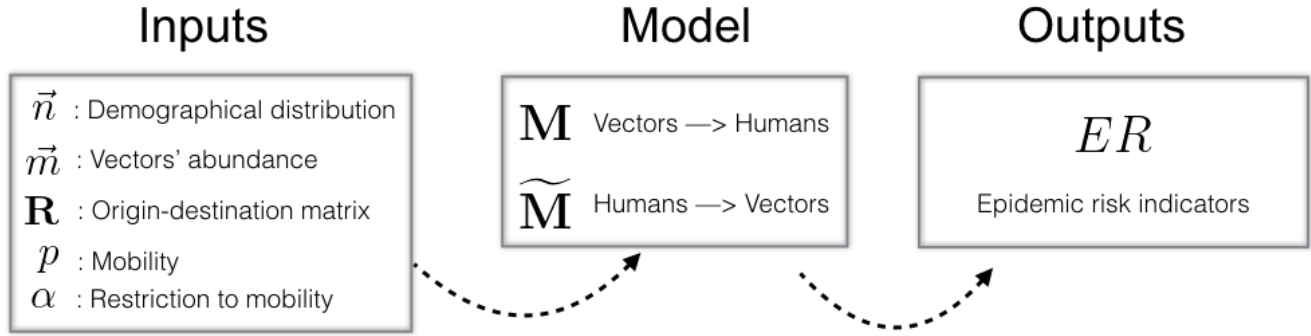 Inputs
Model
Outputs
n⃗ : Demographical distribution
m⃗ : Vectors' abundance
R : Origin-destination matrix
p : Mobility
α : Restriction to mobility
M Vectors —> Humans
M̃ Humans —> Vectors
ER
Epidemic risk indicators